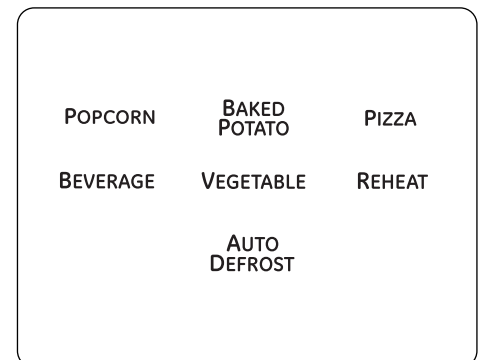 POPCORN
BAKED
POTATO
PIZZA
BEVERAGE
VEGETABLE
REHEAT
AUTO
DEFROST